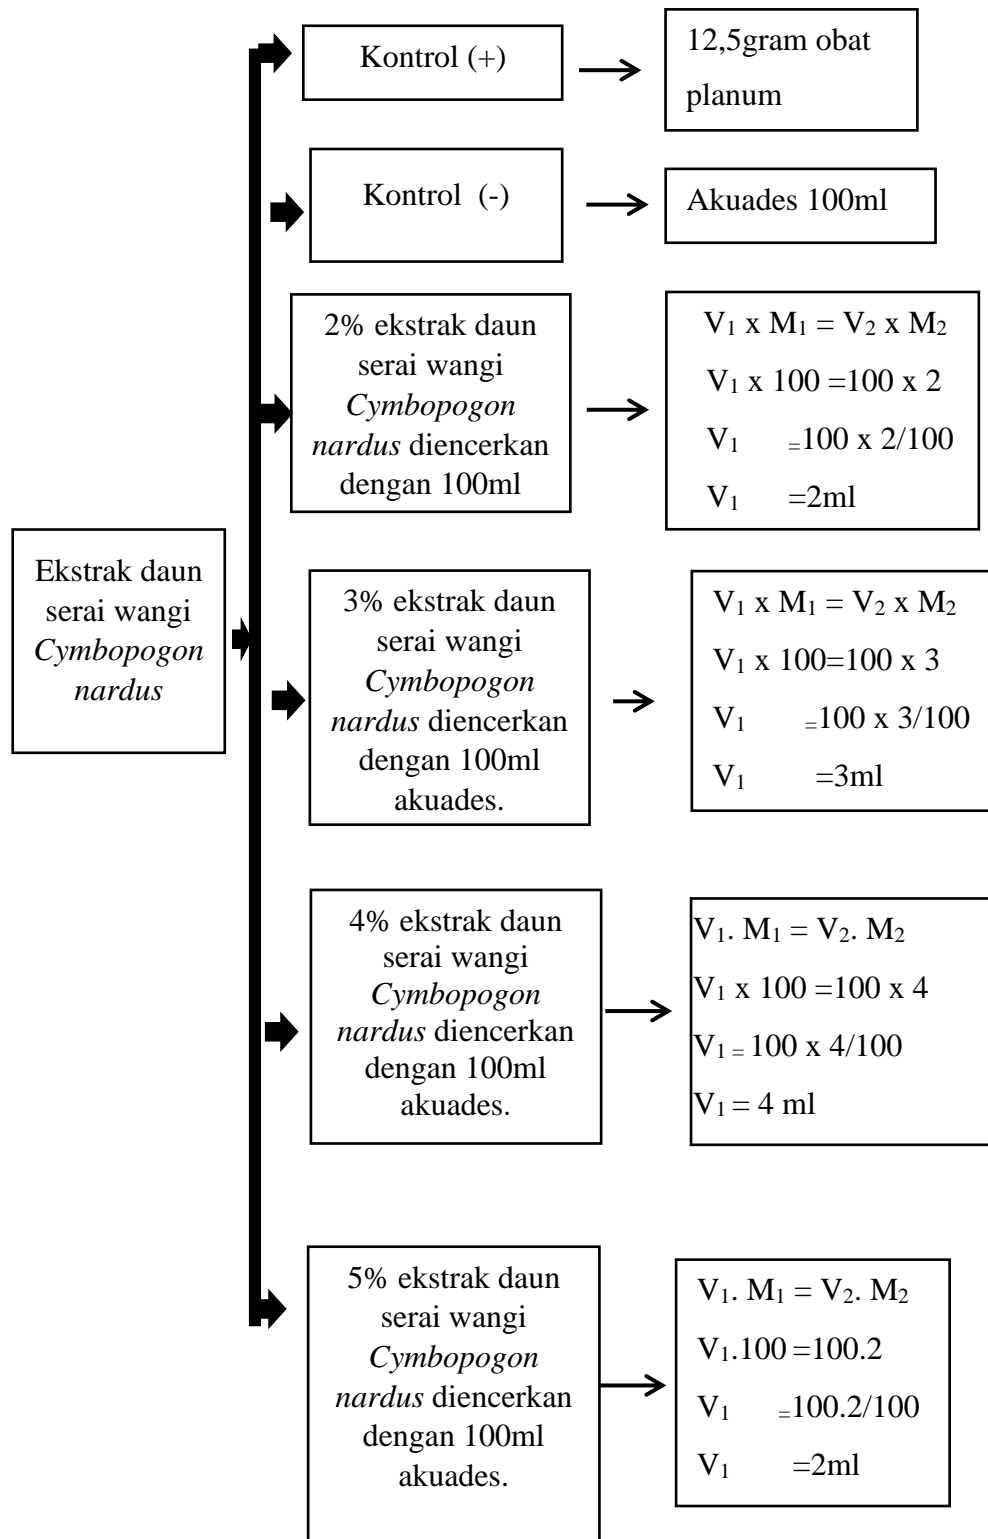 Kontrol (+)
12,5gram obat
planum
Kontrol (-)
Akuades 100ml
2% ekstrak daun
serai wangi
Cymbopogon
nardus diencerkan
dengan 100ml
V₁ x M₁ = V₂ x M₂
V₁ x 100 =100 x 2
V₁ =100 x 2/100
V₁ =2ml
Ekstrak daun
serai wangi
Cymbopogon
nardus
3% ekstrak daun
serai wangi
Cymbopogon
nardus diencerkan
dengan 100ml
akuades.
V₁ x M₁ = V₂ x M₂
V₁ x 100=100 x 3
V₁ =100 x 3/100
V₁ =3ml
4% ekstrak daun
serai wangi
Cymbopogon
nardus diencerkan
dengan 100ml
akuades.
V₁. M₁ = V₂. M₂
V₁ x 100 =100 x 4
V₁ = 100 x 4/100
V₁ = 4 ml
5% ekstrak daun
serai wangi
Cymbopogon
nardus diencerkan
dengan 100ml
akuades.
V₁. M₁ = V₂. M₂
V₁.100 =100.2
V₁ =100.2/100
V₁ =2ml